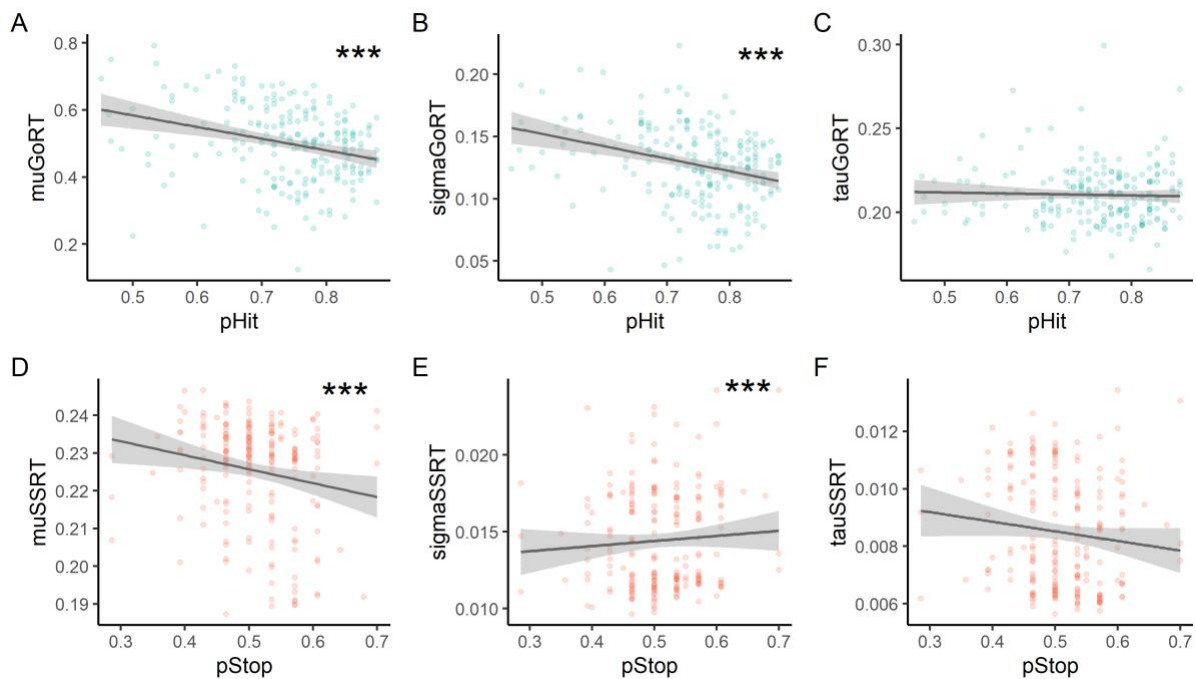 A
muGoRT
0.8
0.6
0.4
0.2
***
0.5 0.6 0.7 0.8
pHit
B
sigmaGoRT
0.20
0.15
0.10
0.05
***
0.5 0.6 0.7 0.8
pHit
C
tauGoRT
0.30
0.25
0.20
0.5 0.6 0.7 0.8
pHit
D
muSSRT
0.24
0.23
0.22
0.21
0.20
0.19
***
0.3 0.4 0.5 0.6 0.7
pStop
E
sigmaSSRT
0.020
0.015
0.010
***
0.3 0.4 0.5 0.6 0.7
pStop
F
tauSSRT
0.012
0.010
0.008
0.006
0.3 0.4 0.5 0.6 0.7
pStop